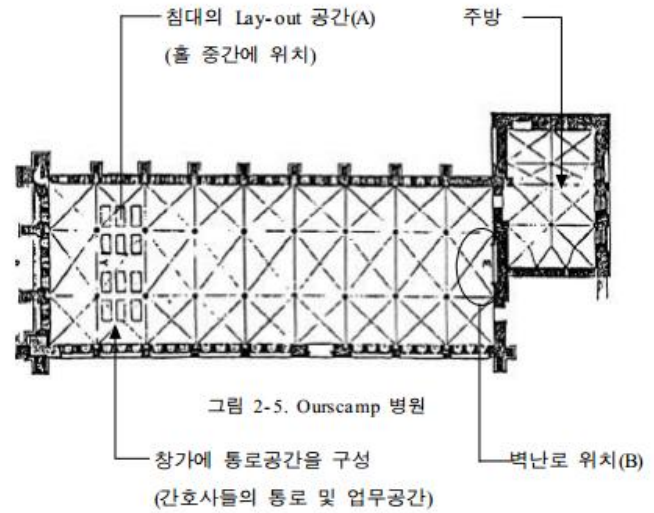 침대의 Lay-out 공간(A)
(홀 중간에 위치)
주방
그림 2-5. Ourscamp 병원
창가에 통로공간을 구성
(간호사들의 통로 및 업무공간)
벽난로 위치(B)